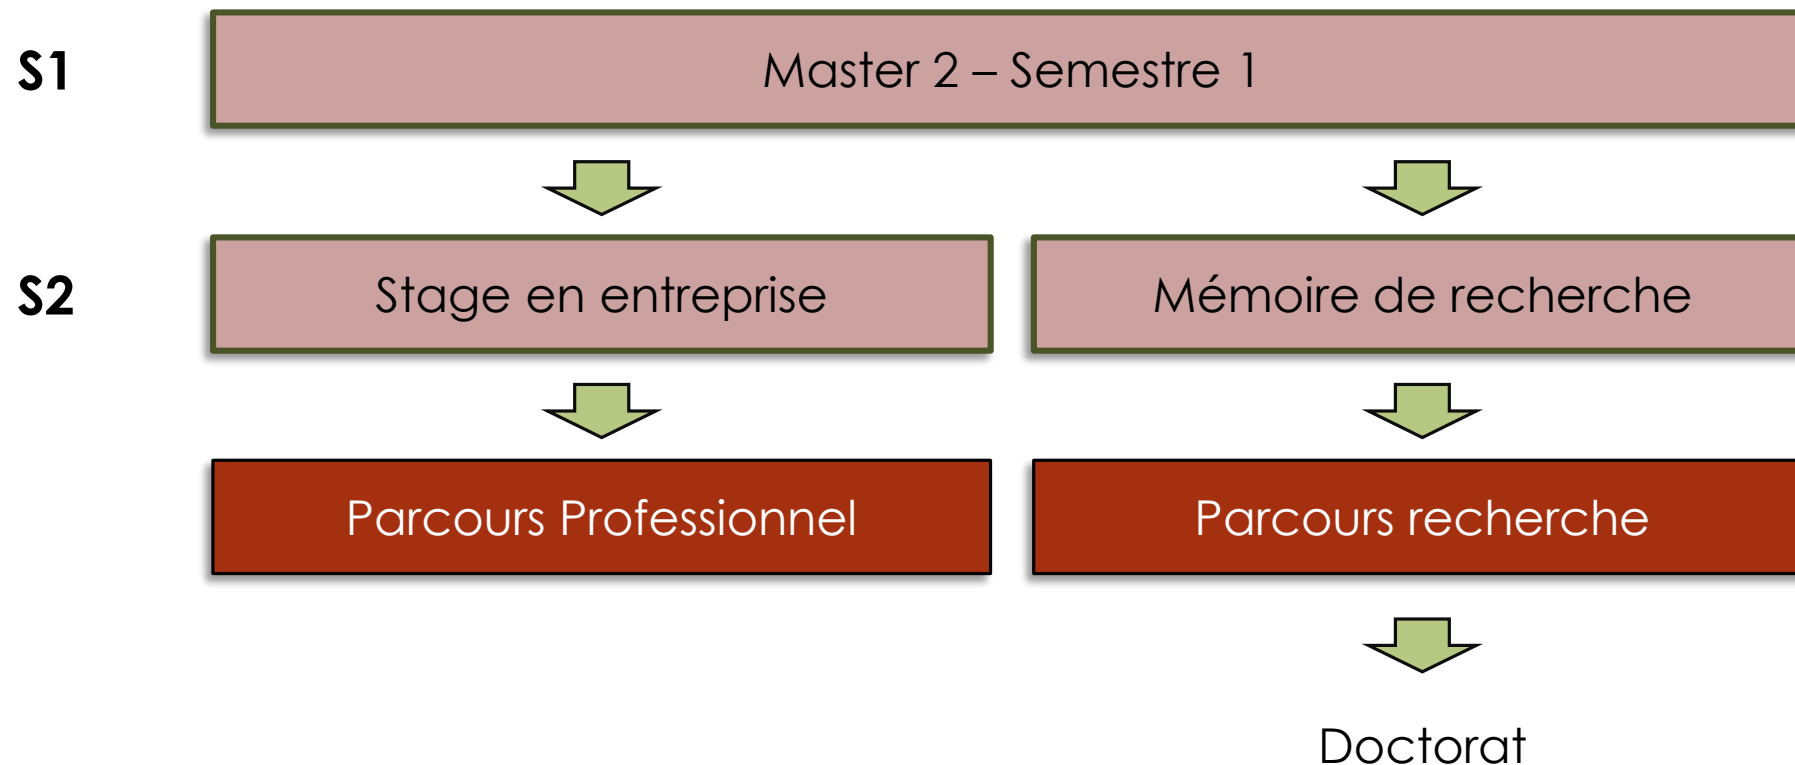 S1
Master 2 – Semestre 1
S2
Stage en entreprise
Mémoire de recherche
Parcours Professionnel
Parcours recherche
Doctorat